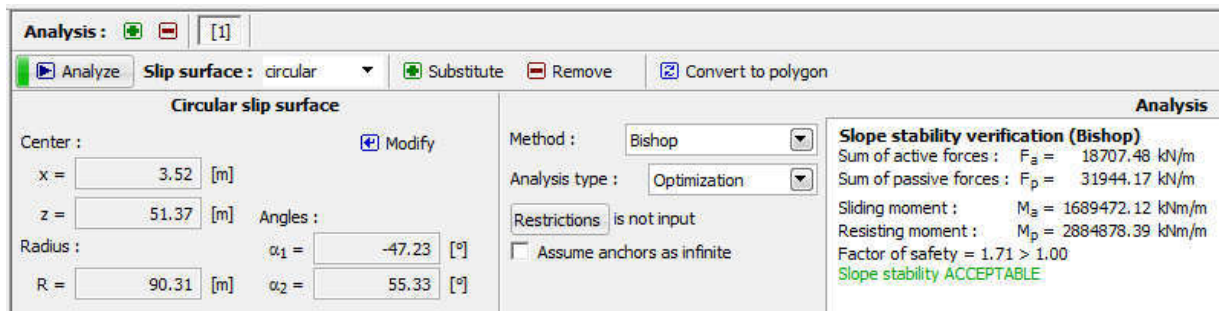 Analysis : [1]
Analyze Slip surface : circular Substitute Remove Convert to polygon
Circular slip surface
Center :
Modify
x = 3.52 [m]
z = 51.37 [m] Angles :
Radius : α1 = -47.23 [°]
R = 90.31 [m] α2 = 55.33 [°]
Analysis
Method : Bishop
Analysis type : Optimization
Restrictions is not input
Assume anchors as infinite
Slope stability verification (Bishop)
Sum of active forces : Fa = 18707.48 kN/m
Sum of passive forces : Fp = 31944.17 kN/m
Sliding moment : Ma = 1689472.12 kNm/m
Resisting moment : Mp = 2884878.39 kNm/m
Factor of safety = 1.71 > 1.00
Slope stability ACCEPTABLE